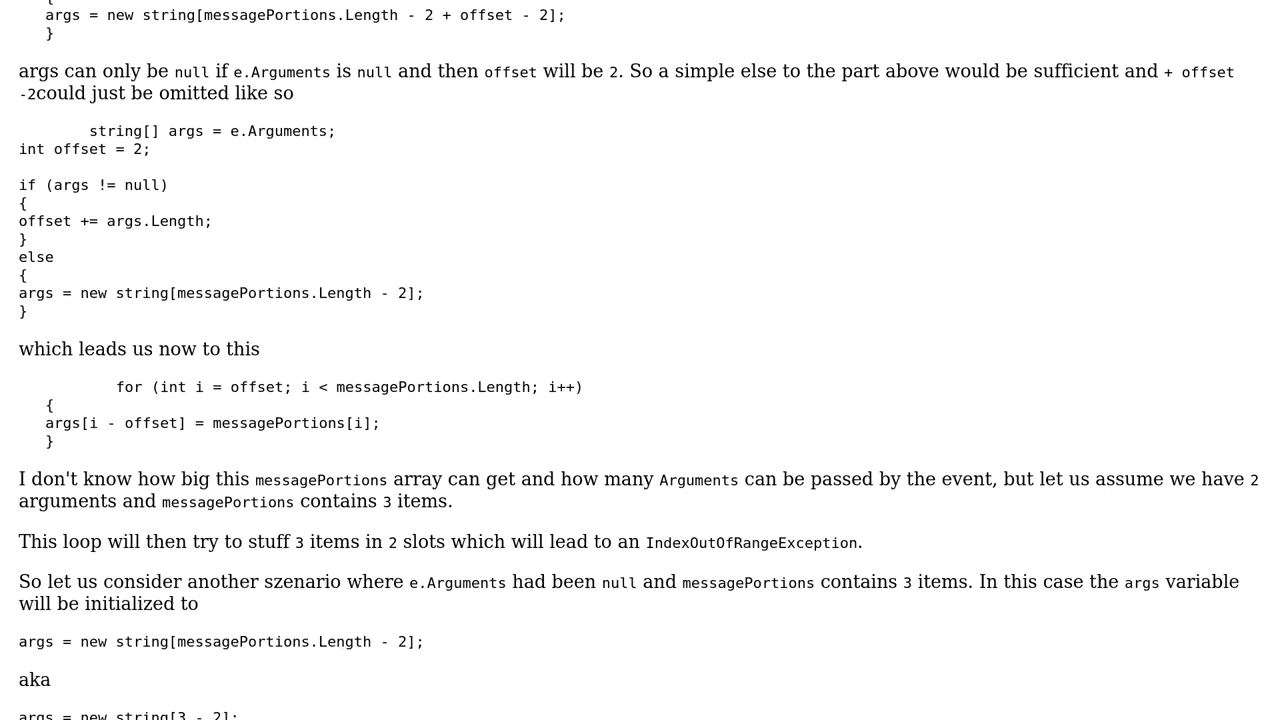 {
args = new string[messagePortions.Length - 2 + offset - 2];
}
args can only be null if e.Arguments is null and then offset will be 2. So a simple else to the part above would be sufficient and + offset
-2could just be omitted like so
string[] args = e.Arguments;
int offset = 2;
if (args != null)
{
offset += args.Length;
}
else
{
args = new string[messagePortions.Length - 2];
}
which leads us now to this
for (int i = offset; i < messagePortions.Length; i++)
{
args[i - offset] = messagePortions[i];
}
I don't know how big this messagePortions array can get and how many Arguments can be passed by the event, but let us assume we have 2
arguments and messagePortions contains 3 items.
This loop will then try to stuff 3 items in 2 slots which will lead to an IndexOutOfRangeException.
So let us consider another szenario where e.Arguments had been null and messagePortions contains 3 items. In this case the args variable
will be initialized to
args = new string[messagePortions.Length - 2];
aka
args = new string[3 - 2];